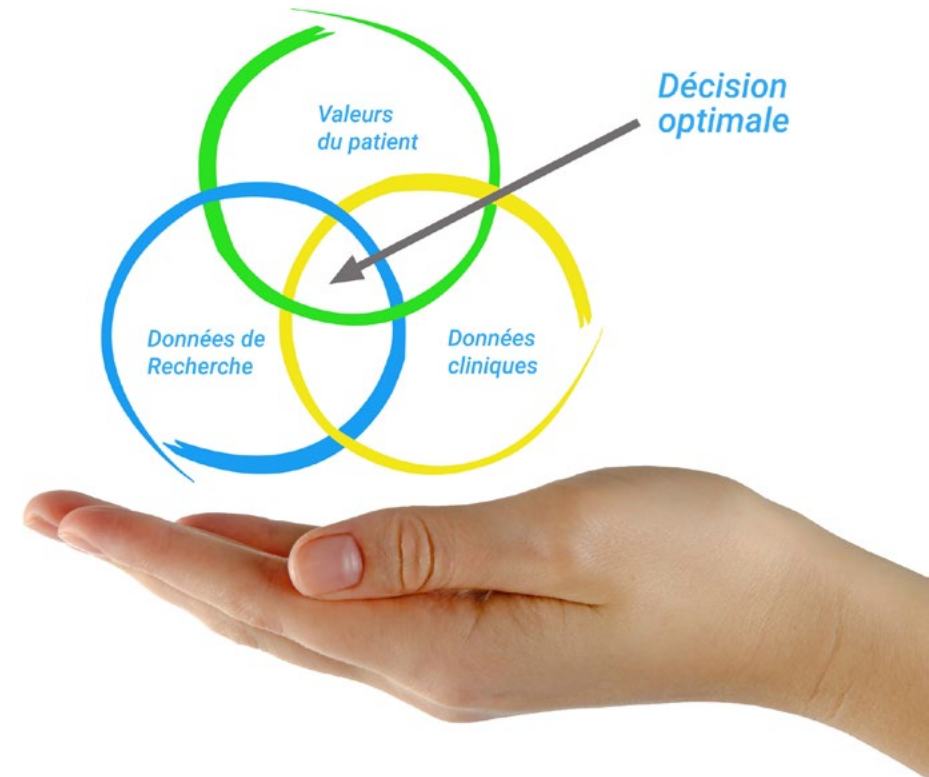 Valeurs
du patient
Décision
optimale
Données de
Recherche
Données
cliniques